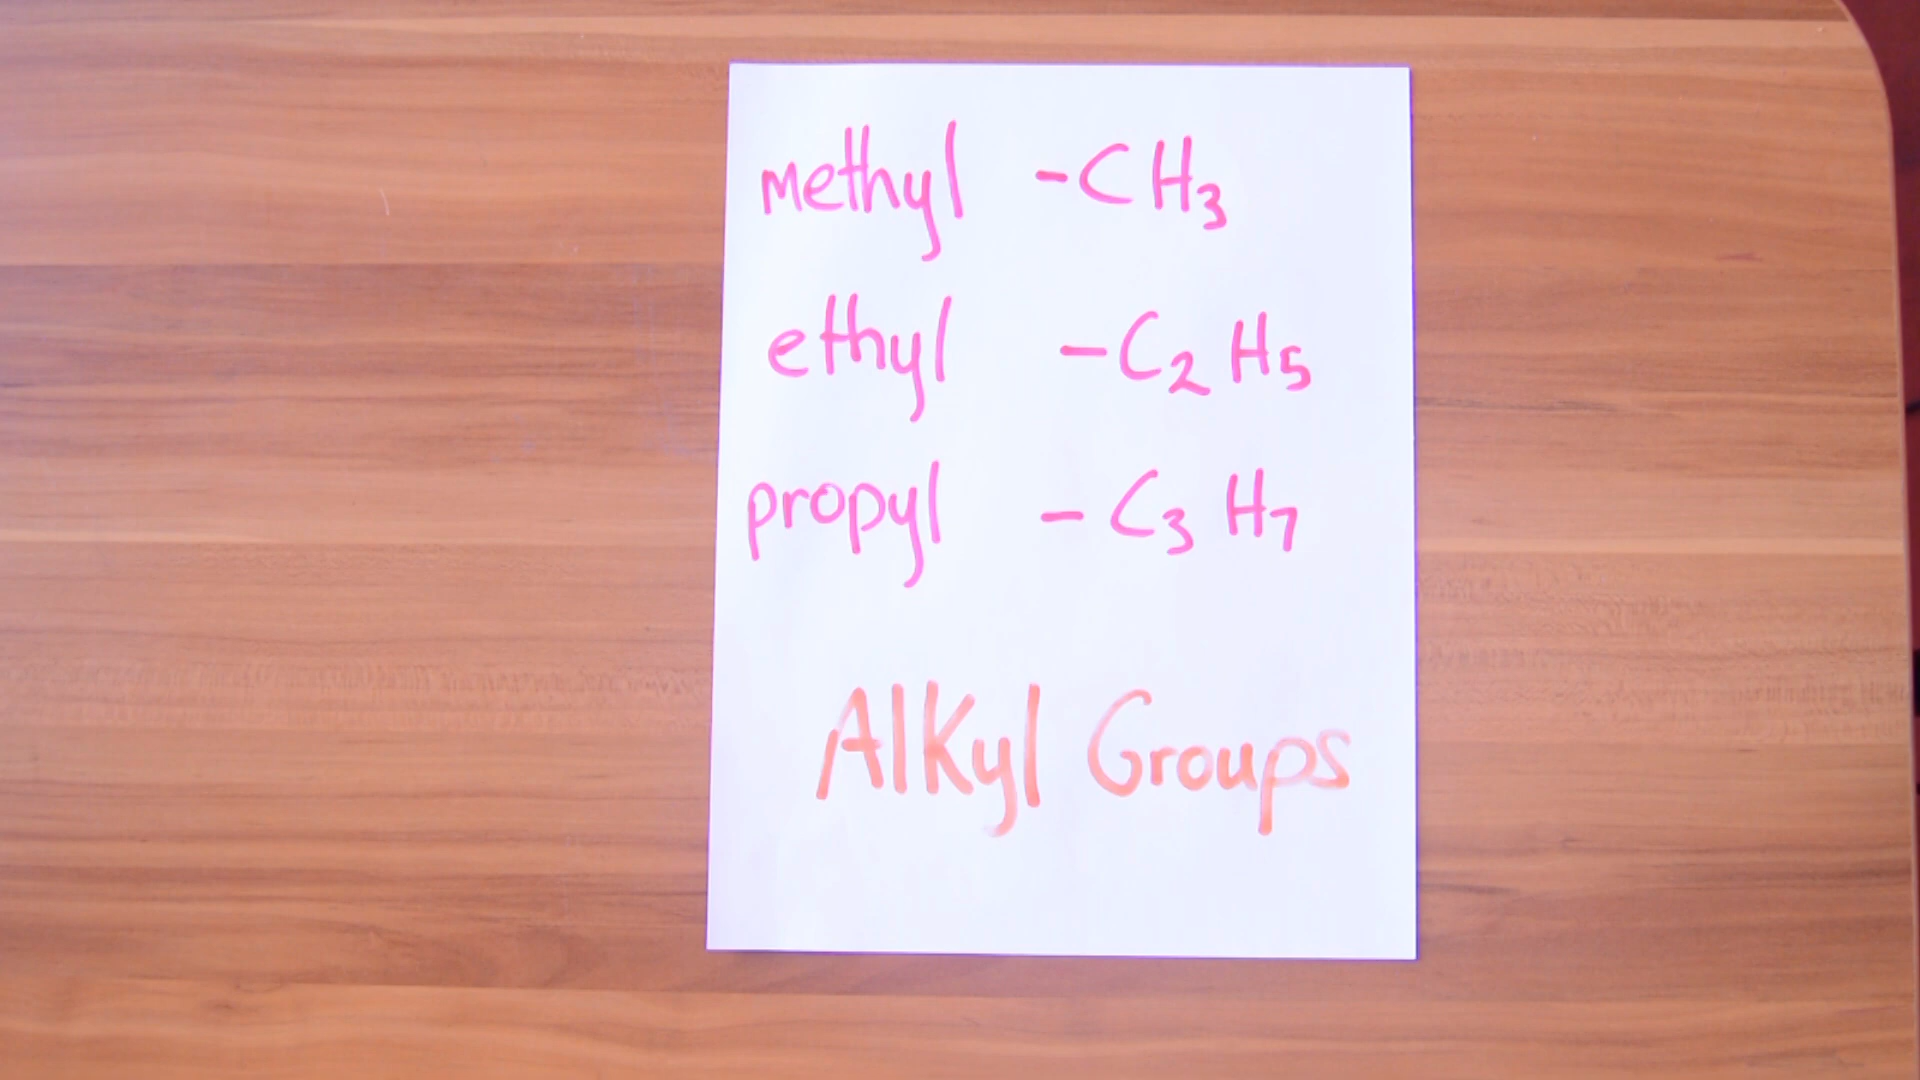 methyl -CH₃
ethyl -C₂H₅
propyl -C₃H₇
Alkyl Groups